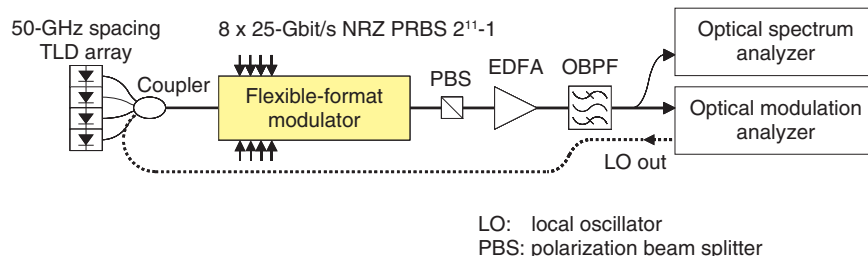 50-GHz spacing
TLD array
8 x 25-Gbit/s NRZ PRBS 2¹¹-1
Coupler
Flexible-format
modulator
PBS
EDFA
OBPF
Optical spectrum
analyzer
Optical modulation
analyzer
LO out
LO: local oscillator
PBS: polarization beam splitter